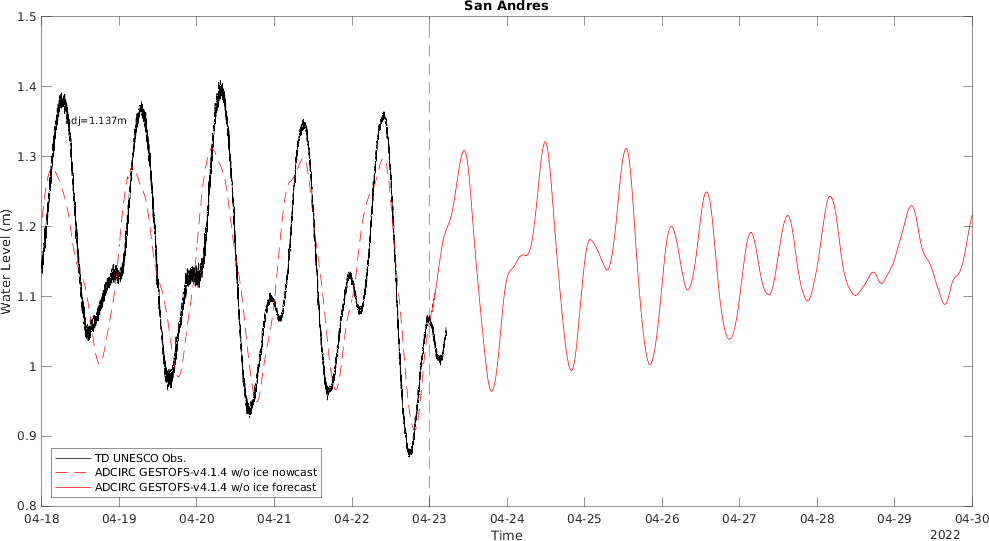 San Andres
1.5
1.4
1.3
1.2
1.1
1
0.9
0.8
Water Level (m)
adj=1.137m
TD UNESCO Obs.
ADCIRC GESTOFS-v4.1.4 w/o ice nowcast
ADCIRC GESTOFS-v4.1.4 w/o ice forecast
04-18 04-19 04-20 04-21 04-22 04-23 04-24 04-25 04-26 04-27 04-28 04-29 04-30
Time
2022